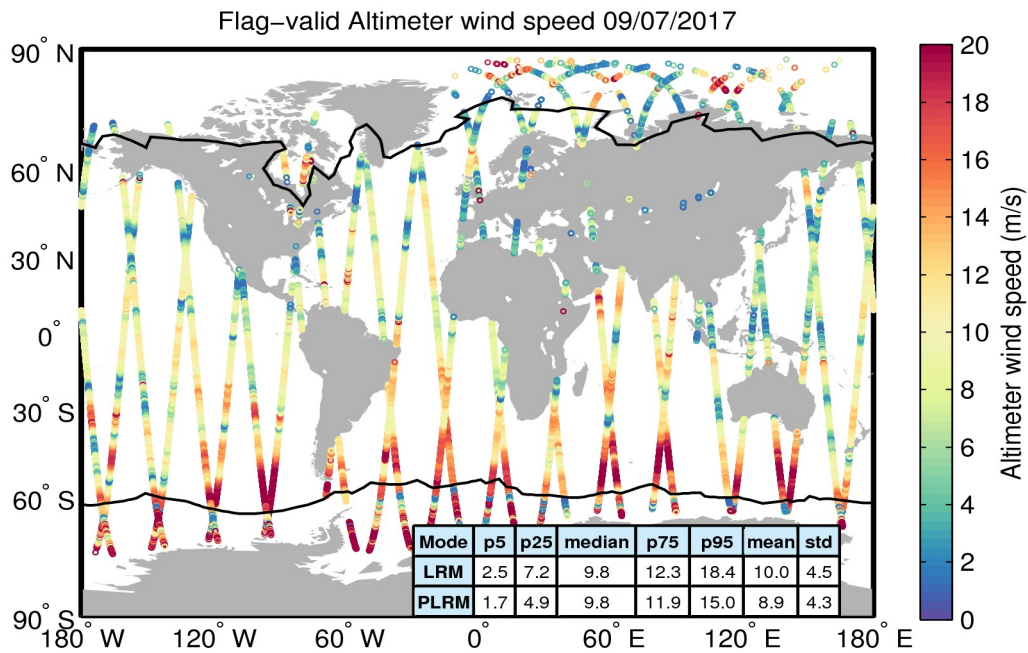 Flag−valid Altimeter wind speed 09/07/2017
90° N
60° N
30° N
0°
30° S
60° S
90° S
180° W
120° W
60° W
0°
60° E
120° E
180° E
Mode p5 p25 median p75 p95 mean std
LRM 2.5 7.2 9.8 12.3 18.4 10.0 4.5
PLRM 1.7 4.9 9.8 11.9 15.0 8.9 4.3
20
18
16
14
12
10
8
6
4
2
0
Altimeter wind speed (m/s)